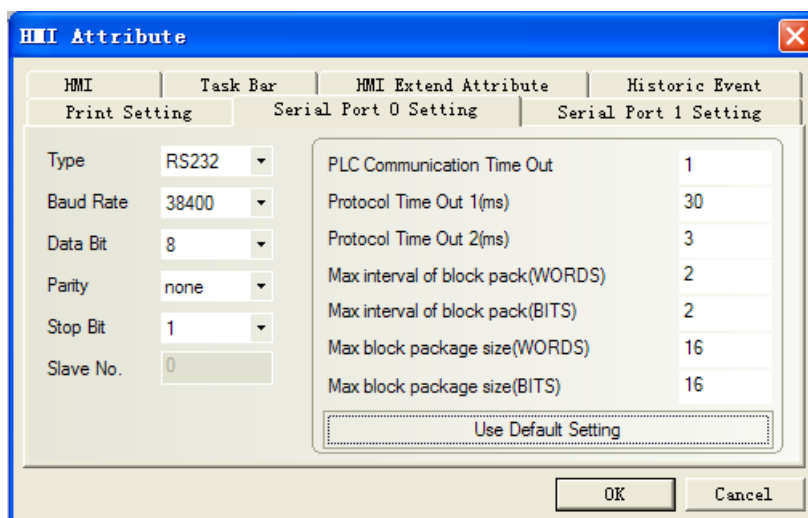 HMI Attribute
HMI Task Bar HMI Extend Attribute Historic Event
Print Setting Serial Port 0 Setting Serial Port 1 Setting
Type RS232
Baud Rate 38400
Data Bit 8
Parity none
Stop Bit 1
Slave No. 0
PLC Communication Time Out 1
Protocol Time Out 1(ms) 30
Protocol Time Out 2(ms) 3
Max interval of block pack(WORDS) 2
Max interval of block pack(BITS) 2
Max block package size(WORDS) 16
Max block package size(BITS) 16
Use Default Setting
OK Cancel